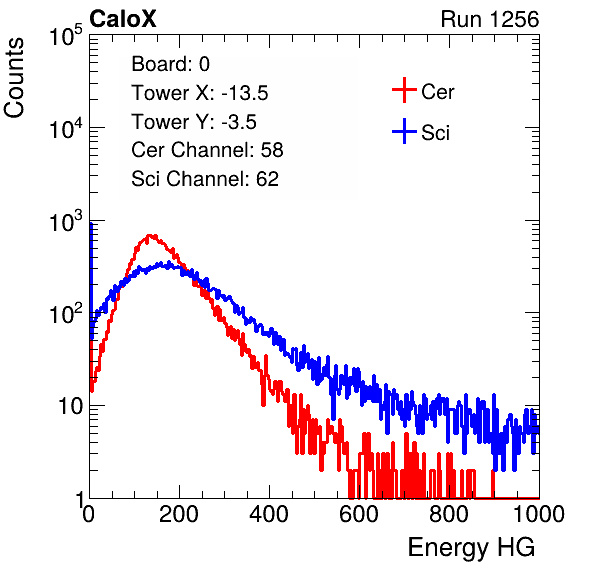 CaloX Run 1256
Counts
Board: 0
Tower X: -13.5
Tower Y: -3.5
Cer Channel: 58
Sci Channel: 62
Cer
Sci
10^5
10^4
10^3
10^2
10
1
0 200 400 600 800 1000
Energy HG